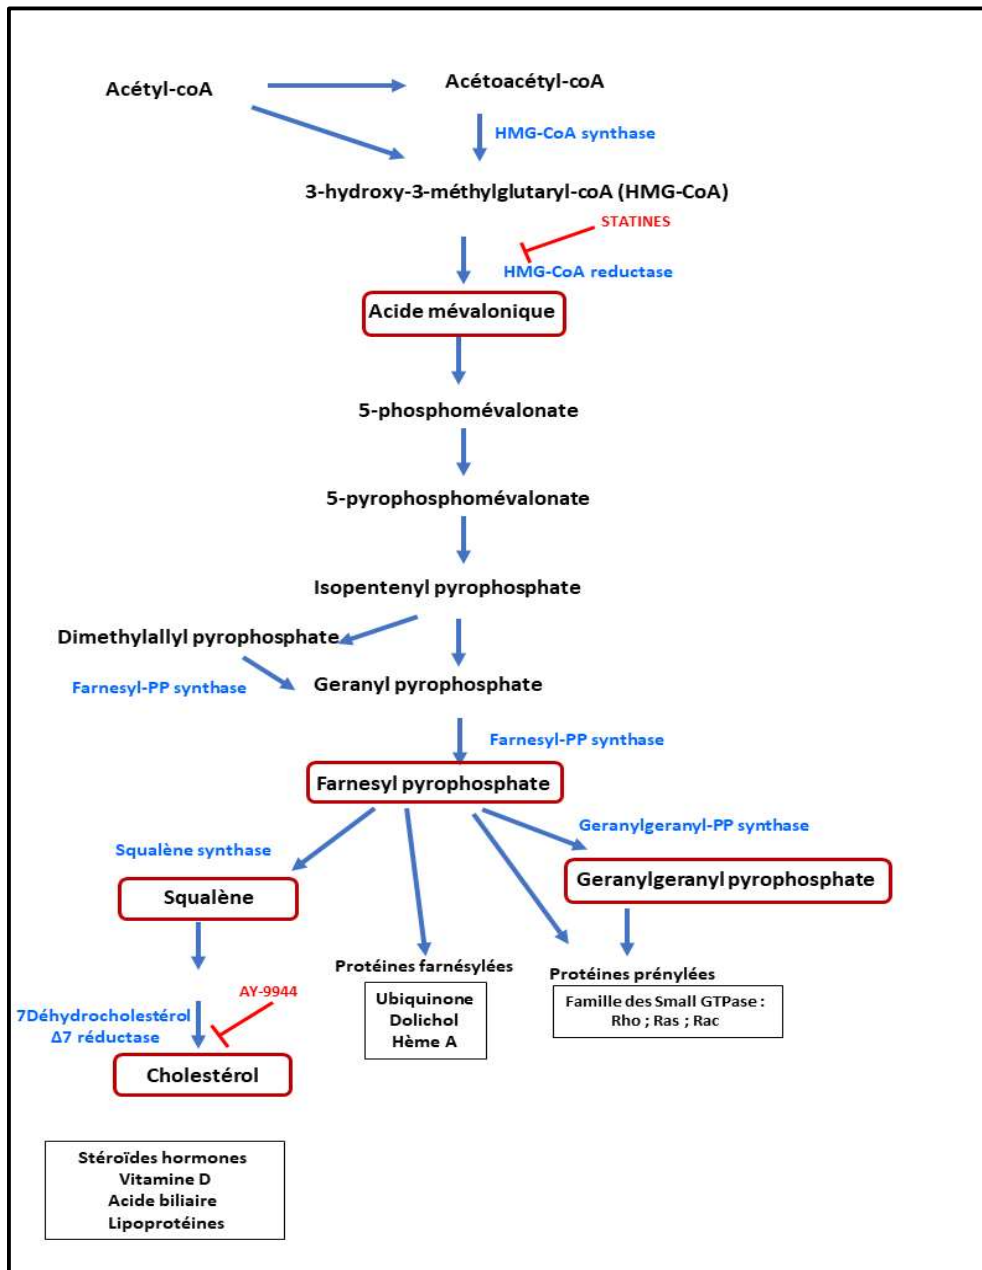 Acétyl-coA
Acétoacétyl-coA
HMG-CoA synthase
3-hydroxy-3-méthylglutaryl-coA (HMG-CoA)
STATINES
HMG-CoA reductase
Acide mévalonique
5-phosphomévalonate
5-pyrophosphomévalonate
Isopentenyl pyrophosphate
Dimethylallyl pyrophosphate
Farnesyl-PP synthase
Geranyl pyrophosphate
Farnesyl-PP synthase
Farnesyl pyrophosphate
Geranylgeranyl-PP synthase
Squalène synthase
Geranylgeranyl pyrophosphate
Squalène
Protéines farnésylées
Protéines prénylées
Ubiquinone
Dolichol
Hème A
Famille des Small GTPase :
Rho ; Ras ; Rac
AY-9944
7Déhydrocholestérol
Δ7 réductase
Cholestérol
Stéroïdes hormones
Vitamine D
Acide biliaire
Lipoprotéines